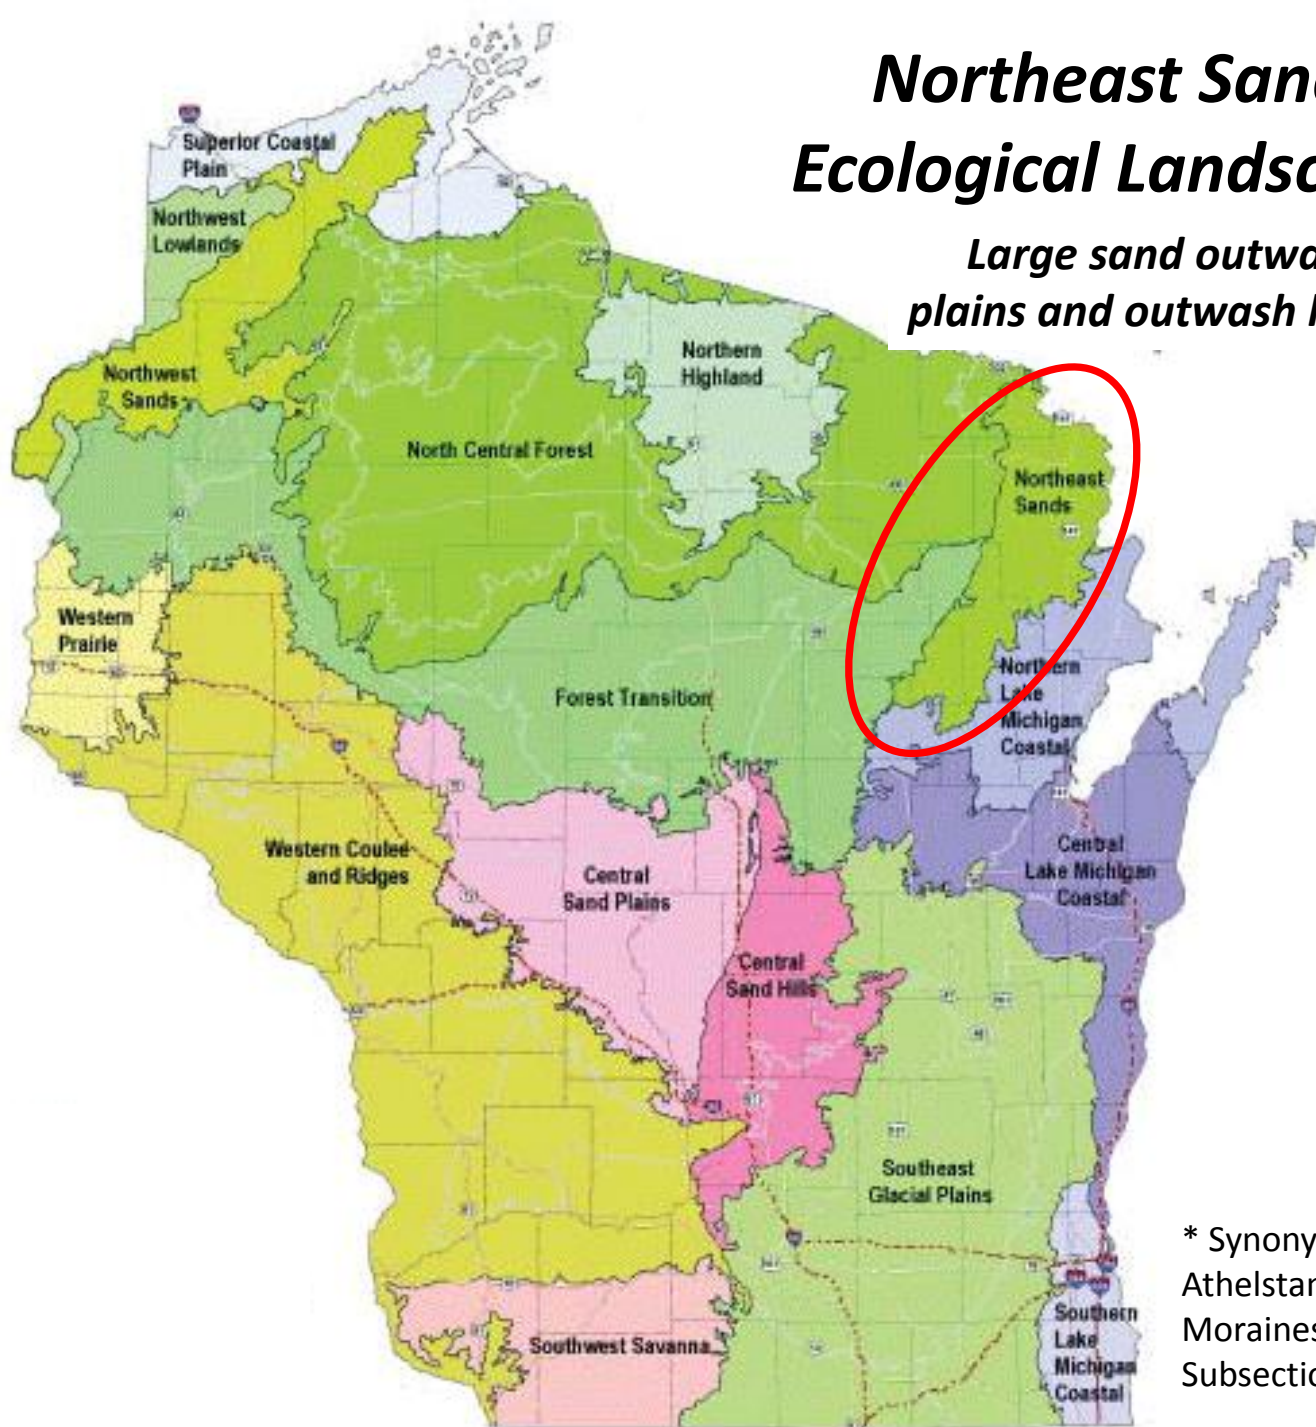 Northeast San
Ecological Landsc
Large sand outwa
plains and outwash
Superior Coastal
Plain
Northwest
Lowlands
Northwest
Sands
Northern
Highland
North Central Forest
Northeast
Sands
Western
Prairie
Forest Transition
Northern
Lake
Michigan
Coastal
Western Coulee
and Ridges
Central
Sand Plains
Central
Lake Michigan
Coastal
Central
Sand Hills
Southeast
Glacial Plains
* Synony
Athelstan
Moraines
Subsectio
Southern
Lake
Michigan
Coastal
Southwest Savanna